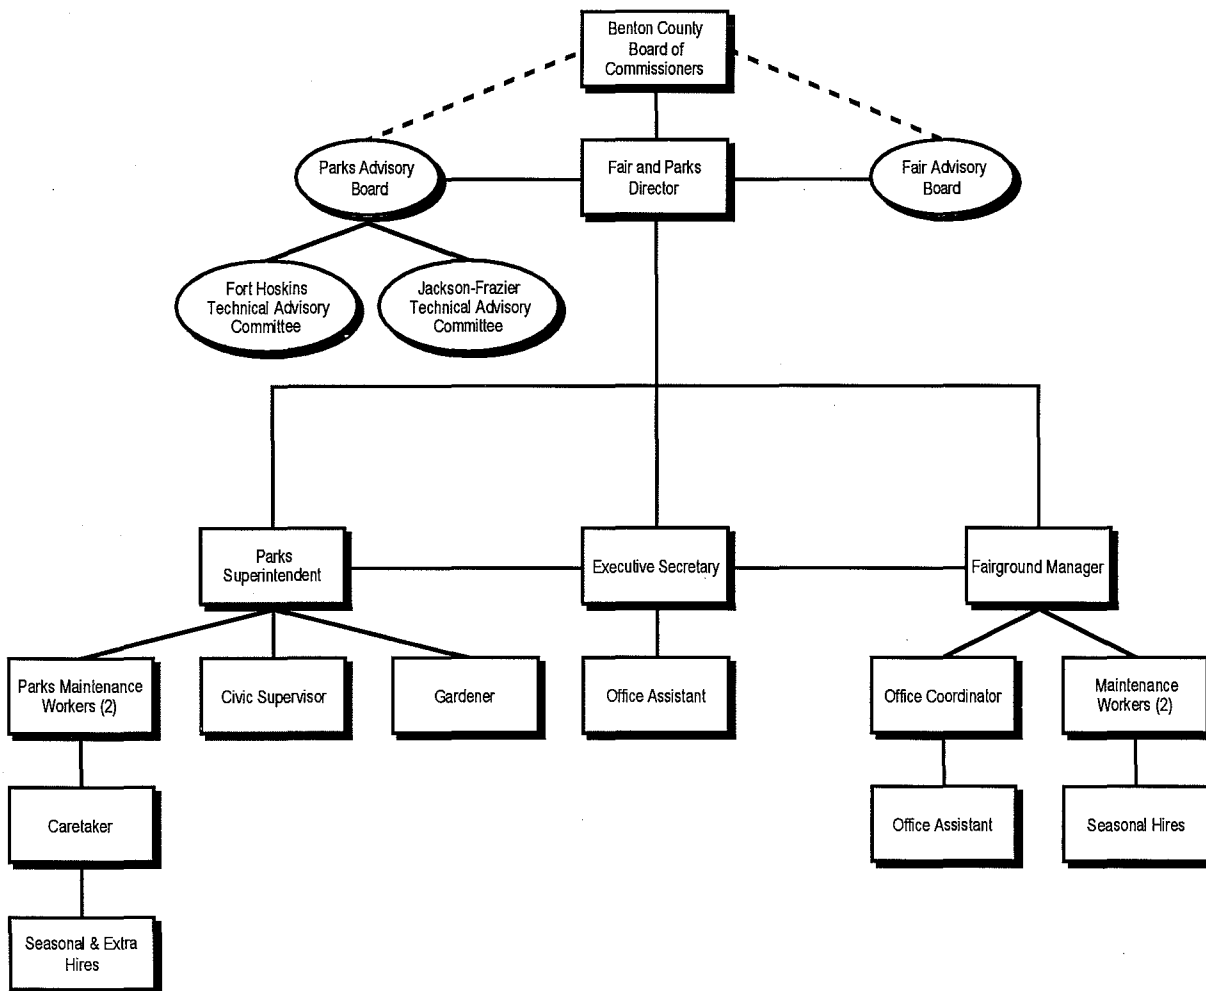 Benton County
Board of
Commissioners
Parks Advisory
Board
Fair and Parks
Director
Fair Advisory
Board
Fort Hoskins
Technical Advisory
Committee
Jackson-Frazier
Technical Advisory
Committee
Parks
Superintendent
Executive Secretary
Fairground Manager
Parks Maintenance
Workers (2)
Civic Supervisor
Gardener
Office Assistant
Office Coordinator
Maintenance
Workers (2)
Caretaker
Office Assistant
Seasonal Hires
Seasonal & Extra
Hires